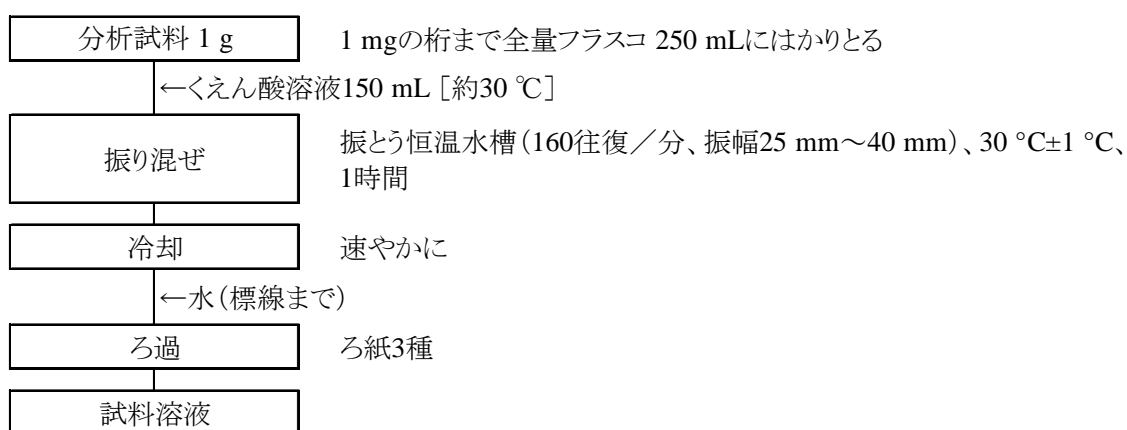 分析試料 1 g
1 mgの桁まで全量フラスコ 250 mLにはかりとる
←くえん酸溶液150 mL［約30 ℃］
振り混ぜ
振とう恒温水槽（160往復／分、振幅25 mm～40 mm）、30 °C±1 °C、
1時間
冷却
速やかに
←水（標線まで）
ろ過
ろ紙3種
試料溶液